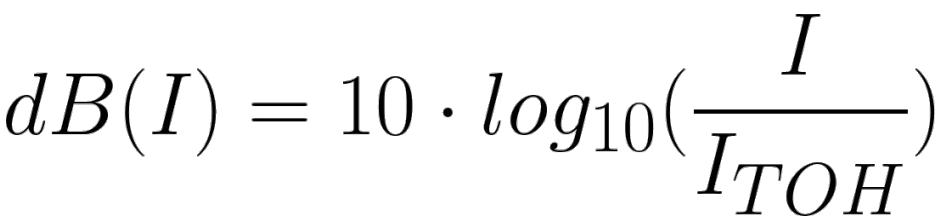 dB(I) = 10 · log₁₀(I / I_TOH)